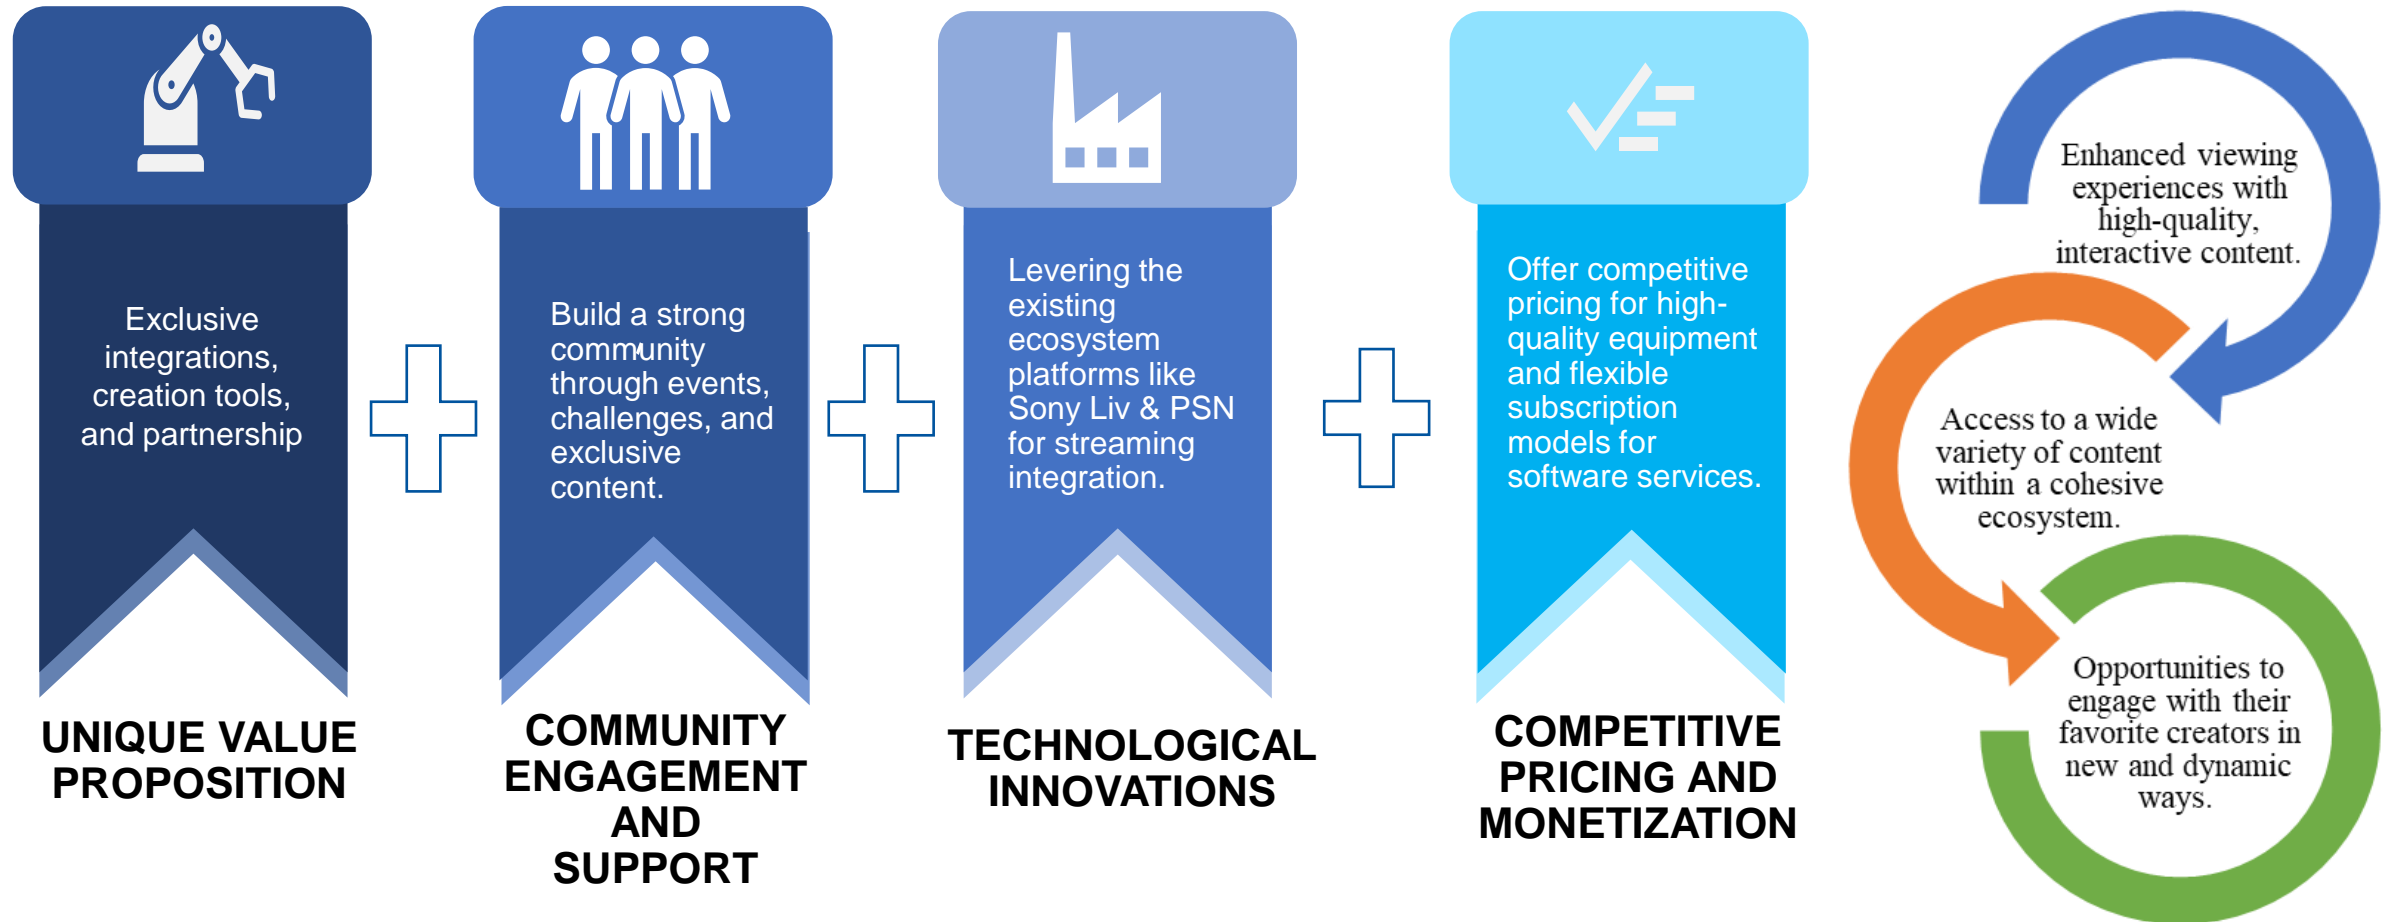 Exclusive
integrations,
creation tools,
and partnership
UNIQUE VALUE
PROPOSITION
Build a strong
community
through events,
challenges, and
exclusive
content.
COMMUNITY
ENGAGEMENT
AND
SUPPORT
Levering the
existing
ecosystem
platforms like
Sony Liv & PSN
for streaming
integration.
TECHNOLOGICAL
INNOVATIONS
Offer competitive
pricing for high-
quality equipment
and flexible
subscription
models for
software services.
COMPETITIVE
PRICING AND
MONETIZATION
Enhanced viewing
experiences with
high-quality,
interactive content.
Access to a wide
variety of content
within a cohesive
ecosystem.
Opportunities to
engage with their
favorite creators in
new and dynamic
ways.